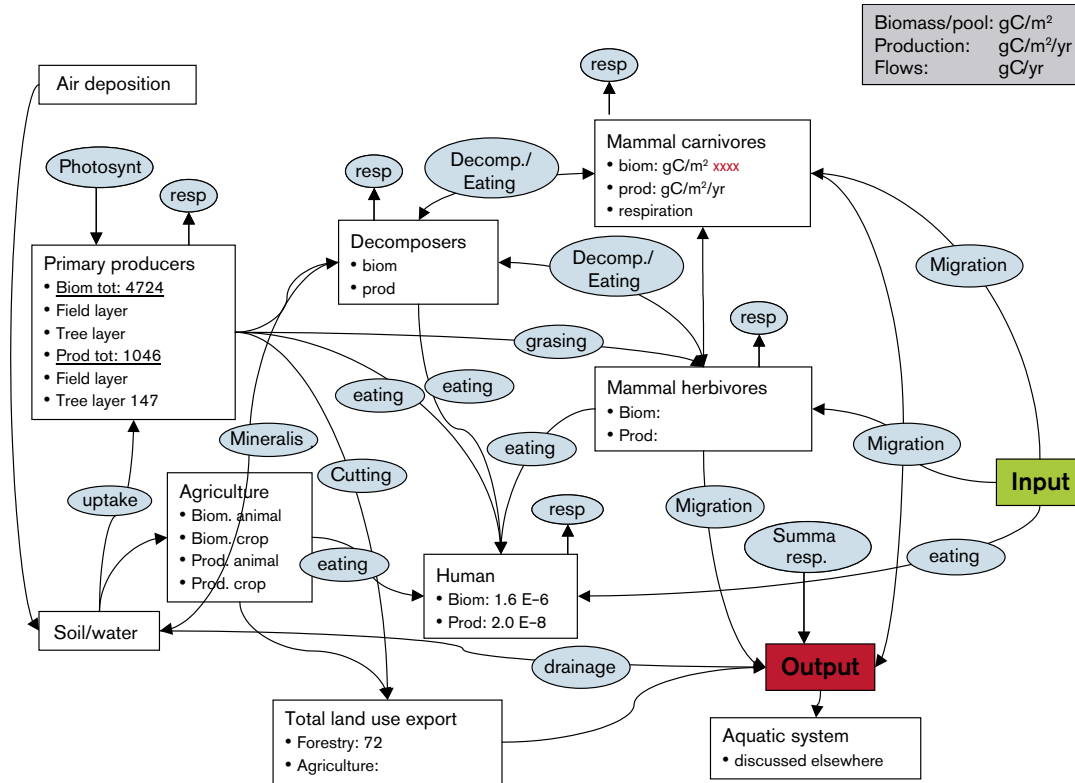 Biomass/pool: gC/m²
Production: gC/m²/yr
Flows: gC/yr
resp
Air deposition
Mammal carnivores
• biom: gC/m² xxxx
• prod: gC/m²/yr
• respiration
Photosynt
resp
resp
Decomp./
Eating
Decomposers
• biom
• prod
Primary producers
• Biom tot: 4724
• Field layer
• Tree layer
• Prod tot: 1046
• Field layer
• Tree layer 147
Decomp./
Eating
Migration
resp
grasing
Mammal herbivores
• Biom:
• Prod:
eating
eating
eating
Mineralis
Migration
Cutting
Input
uptake
Agriculture
• Biom. animal
• Biom. crop
• Prod. animal
• Prod. crop
Migration
resp
Summa
resp.
eating
eating
Human
• Biom: 1.6 E–6
• Prod: 2.0 E–8
Soil/water
drainage
Output
Total land use export
• Forestry: 72
• Agriculture:
Aquatic system
• discussed elsewhere